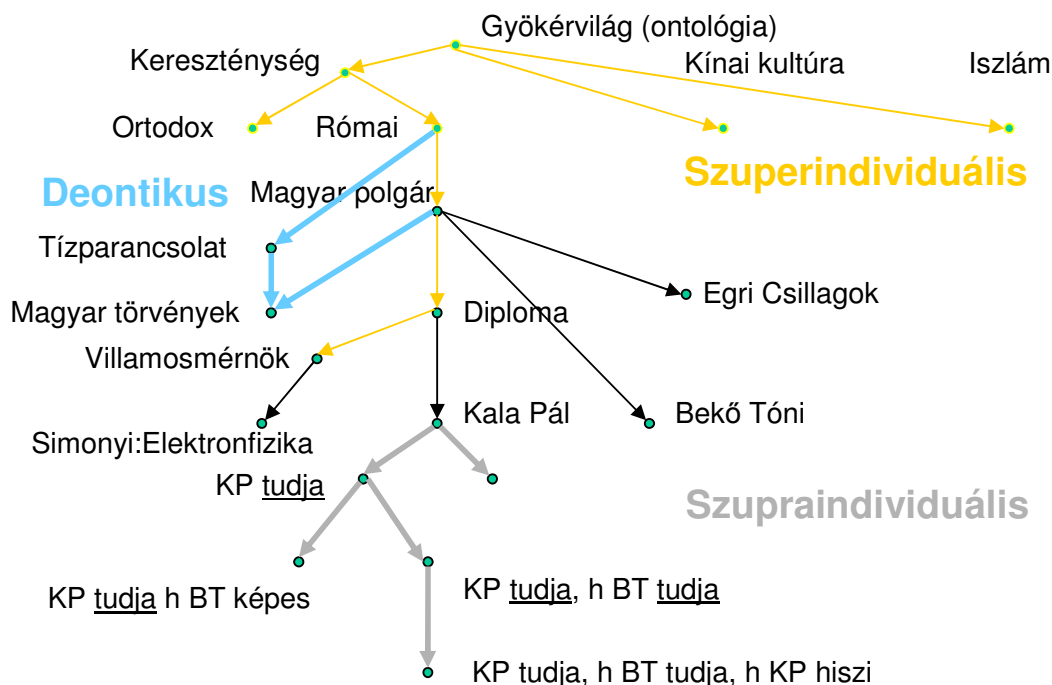 Gyökérvilág (ontológia)
Kereszténység
Kínai kultúra
Iszlám
Ortodox
Római
Szuperindividuális
Deontikus
Magyar polgár
Tízparancsolat
Egri Csillagok
Magyar törvények
Diploma
Villamosmérnök
Kala Pál
Bekő Tóni
Simonyi:Elektronfizika
KP tudja
Szupraindividuális
KP tudja h BT képes
KP tudja, h BT tudja
KP tudja, h BT tudja, h KP hiszi